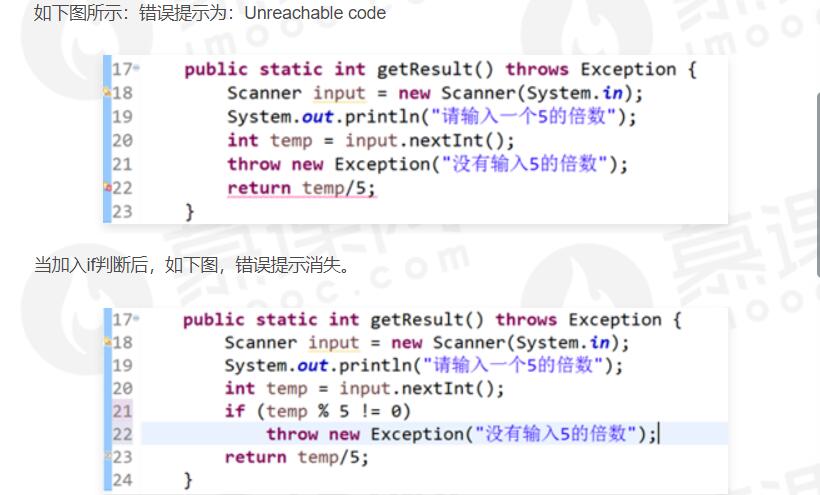 如下图所示：错误提示为：Unreachable code
17 public static int getResult() throws Exception {
18 Scanner input = new Scanner(System.in);
19 System.out.println("请输入一个5的倍数");
20 int temp = input.nextInt();
21 throw new Exception("没有输入5的倍数");
22 return temp/5;
23 }
当加入if判断后，如下图，错误提示消失。
17 public static int getResult() throws Exception {
18 Scanner input = new Scanner(System.in);
19 System.out.println("请输入一个5的倍数");
20 int temp = input.nextInt();
21 if (temp % 5 != 0)
22 throw new Exception("没有输入5的倍数");
23 return temp/5;
24 }